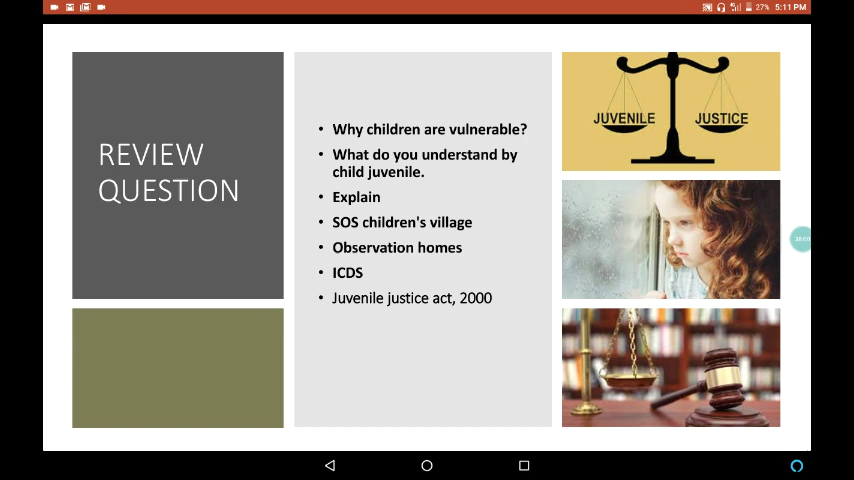 27% 5:11 PM
REVIEW
QUESTION
• Why children are vulnerable?
• What do you understand by
child juvenile.
• Explain
• SOS children's village
• Observation homes
• ICDS
• Juvenile justice act, 2000
JUVENILE JUSTICE